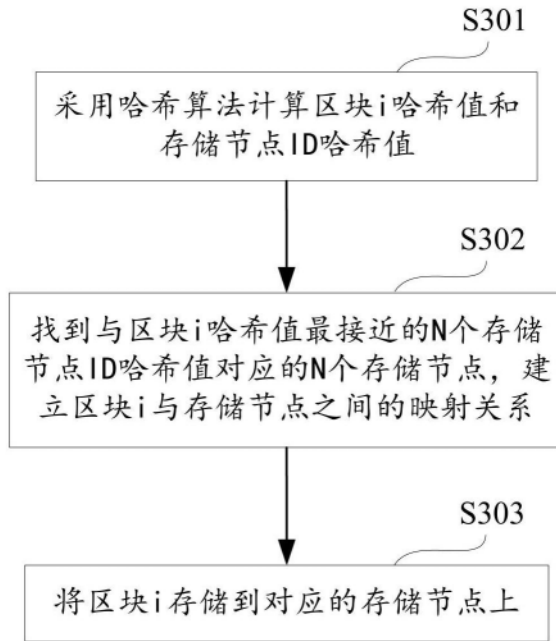 S301
采用哈希算法计算区块i哈希值和
存储节点ID哈希值
S302
找到与区块i哈希值最接近的N个存储
节点ID哈希值对应的N个存储节点，建
立区块i与存储节点之间的映射关系
S303
将区块i存储到对应的存储节点上